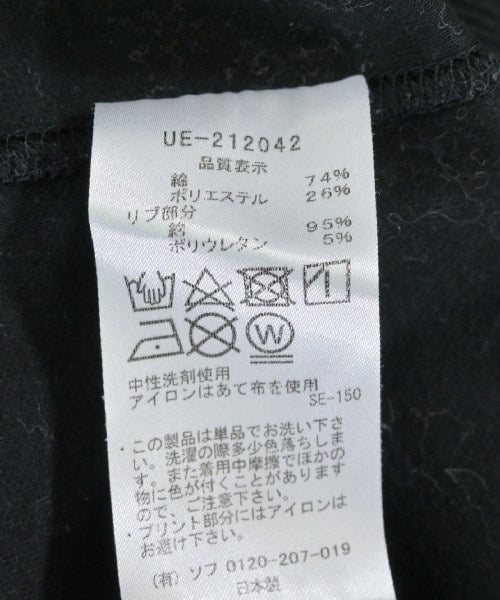 UE-212042
品質表示
綿 74%
ポリエステル 26%
リブ部分
綿 95%
ポリウレタン 5%
W
中性洗剤使用
アイロンはあて布を使用
SE-150
・この製品は単品でお洗い下さ
い。洗濯の際多少色落ちしま
す。また着用中摩擦でほかの
物に色が付くことがあります
ので、ご注意下さい。
・プリント部分にはアイロンは
お避け下さい。
(有) ソフ 0120-207-019
日本製